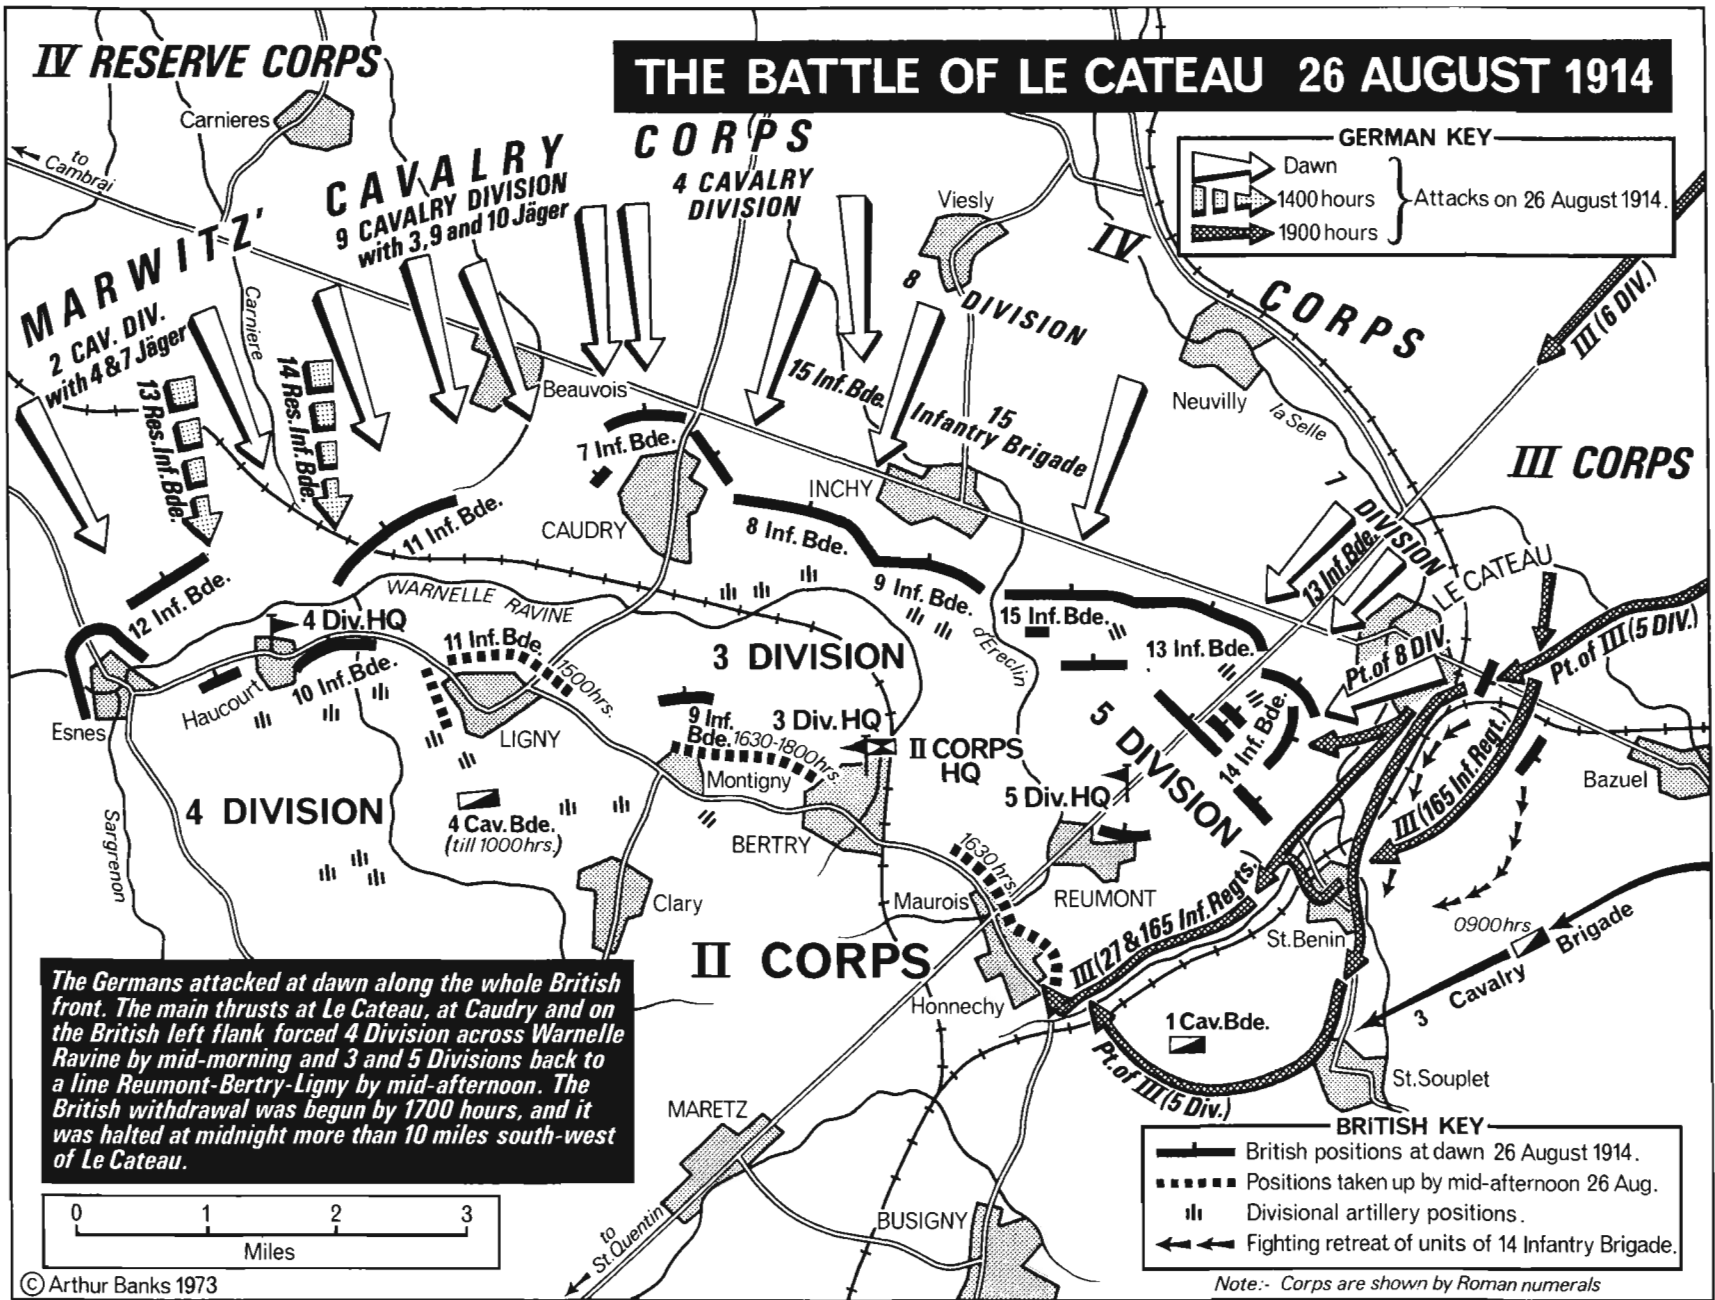 IV RESERVE CORPS
THE BATTLE OF LE CATEAU 26 AUGUST 1914
Carnieres
to
Cambrai
GERMAN KEY
Dawn
1400 hours
1900 hours
Attacks on 26 August 1914.
MARWITZ' CAVALRY CORPS
9 CAVALRY DIVISION
with 3,9 and 10 Jäger
4 CAVALRY
DIVISION
2 CAV. DIV.
with 4 & 7 Jäger
Carniere
13 Res.Inf.Bde.
14 Res.Inf.Bde.
Viesly
IV CORPS
8 DIVISION
15 Inf.Bde.
15
Infantry Brigade
III (6 DIV.)
Neuvilly
la Selle
III CORPS
Beauvois
7 Inf.Bde.
INCHY
CAUDRY
11 Inf.Bde.
8 Inf.Bde.
9 Inf.Bde.
7 DIVISION
13 Inf.Bde.
LE CATEAU
12 Inf.Bde.
WARNELLE RAVINE
4 Div.HQ
11 Inf.Bde.
1500hrs.
3 DIVISION
d'Ereclin
15 Inf.Bde.
13 Inf.Bde.
Pt.of 8 DIV.
Pt.of III (5 DIV.)
Haucourt
10 Inf.Bde.
Esnes
LIGNY
9 Inf.
Bde.
1630-1800hrs.
3 Div.HQ
II CORPS
HQ
5 DIVISION
14 Inf.Bde.
III (165 Inf.Regt.)
Bazuel
Montigny
5 Div.HQ
4 DIVISION
4 Cav.Bde.
(till 1000hrs.)
BERTRY
Sargrenon
Clary
1630hrs.
Maurois
REUMONT
III (27 & 165 Inf.Regts.)
St.Benin
0900hrs
3 Cavalry Brigade
II CORPS
Honnechy
1 Cav.Bde.
Pt.of III (5 Div.)
St.Souplet
The Germans attacked at dawn along the whole British
front. The main thrusts at Le Cateau, at Caudry and on
the British left flank forced 4 Division across Warnelle
Ravine by mid-morning and 3 and 5 Divisions back to
a line Reumont-Bertry-Ligny by mid-afternoon. The
British withdrawal was begun by 1700 hours, and it
was halted at midnight more than 10 miles south-west
of Le Cateau.
MARETZ
BUSIGNY
to
St.Quentin
0 1 2 3
Miles
© Arthur Banks 1973
BRITISH KEY
British positions at dawn 26 August 1914.
Positions taken up by mid-afternoon 26 Aug.
Divisional artillery positions.
Fighting retreat of units of 14 Infantry Brigade.
Note:- Corps are shown by Roman numerals